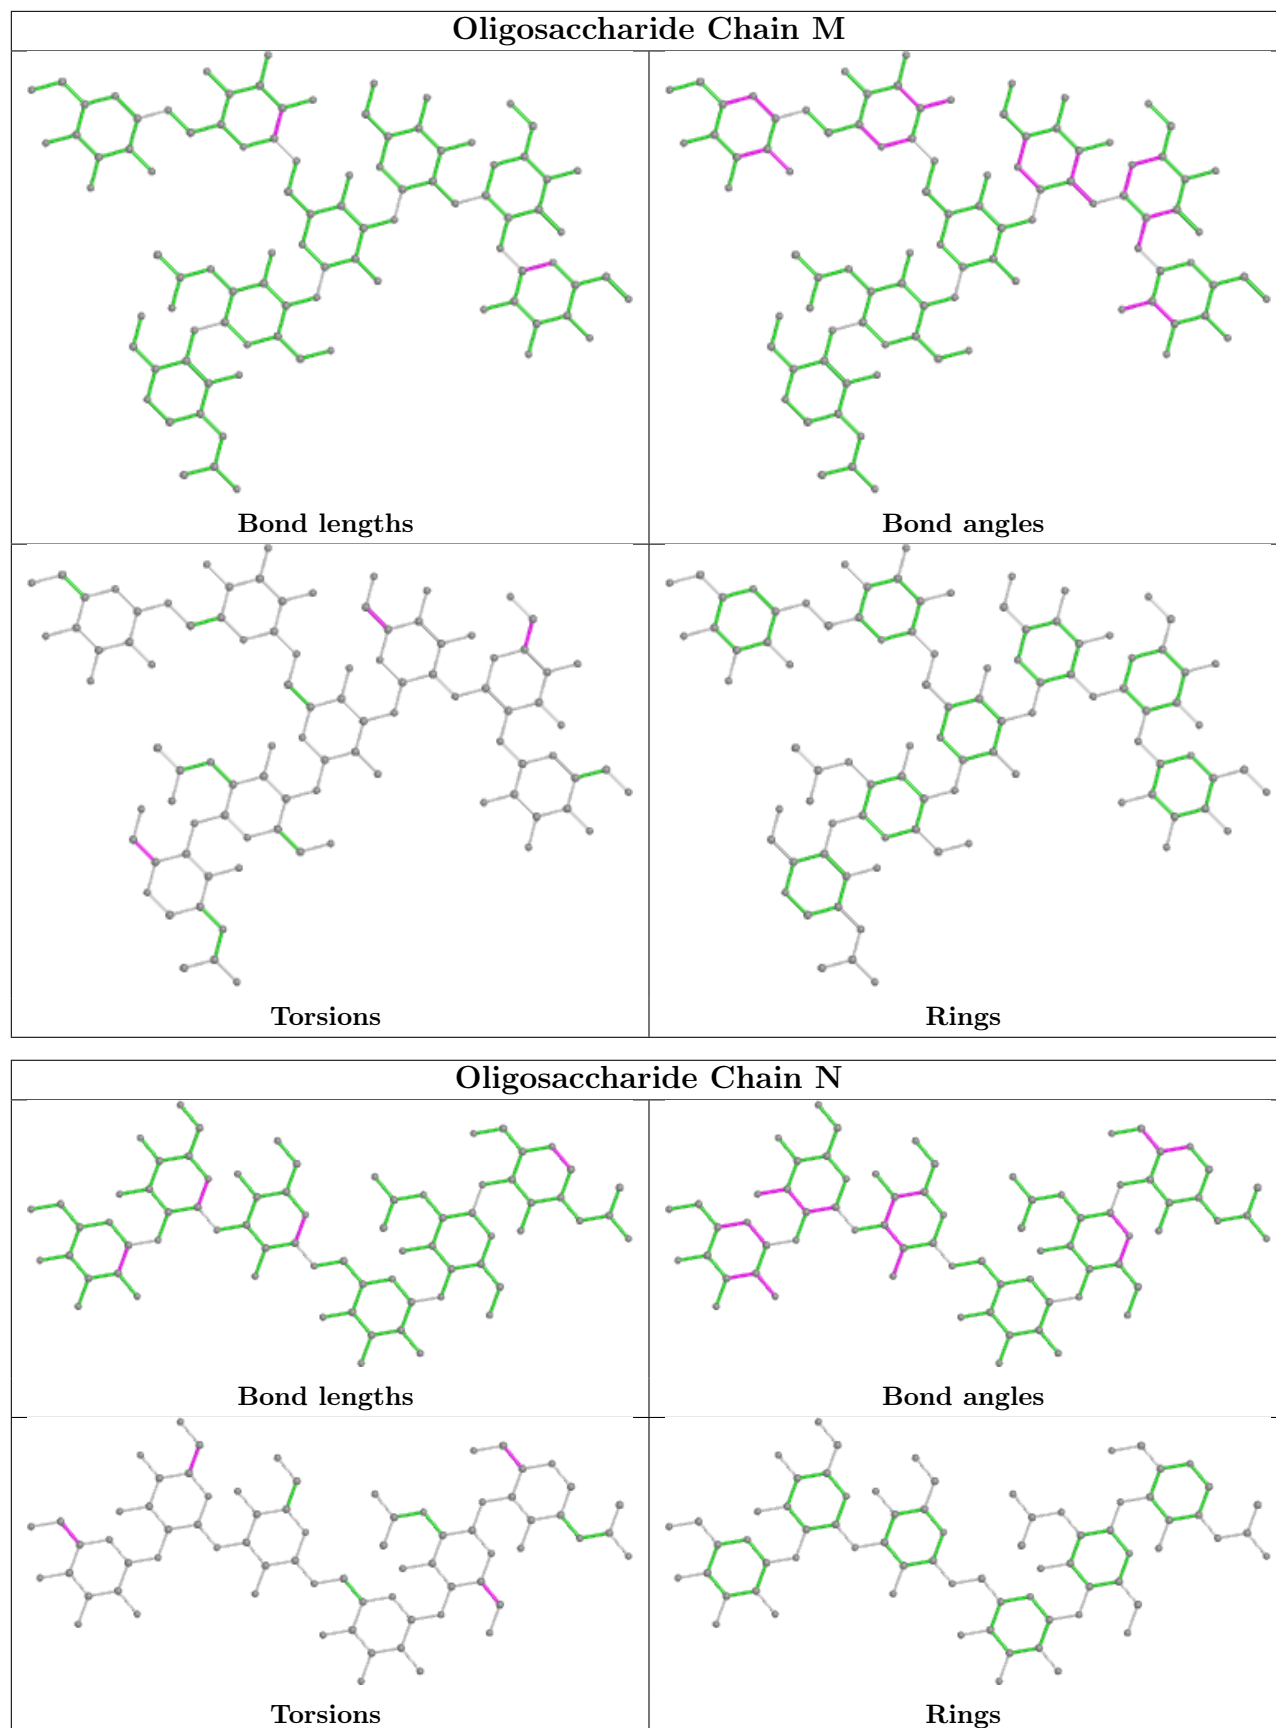 Oligosaccharide Chain M
Bond lengths
Bond angles
Torsions
Rings
Oligosaccharide Chain N
Bond lengths
Bond angles
Torsions
Rings